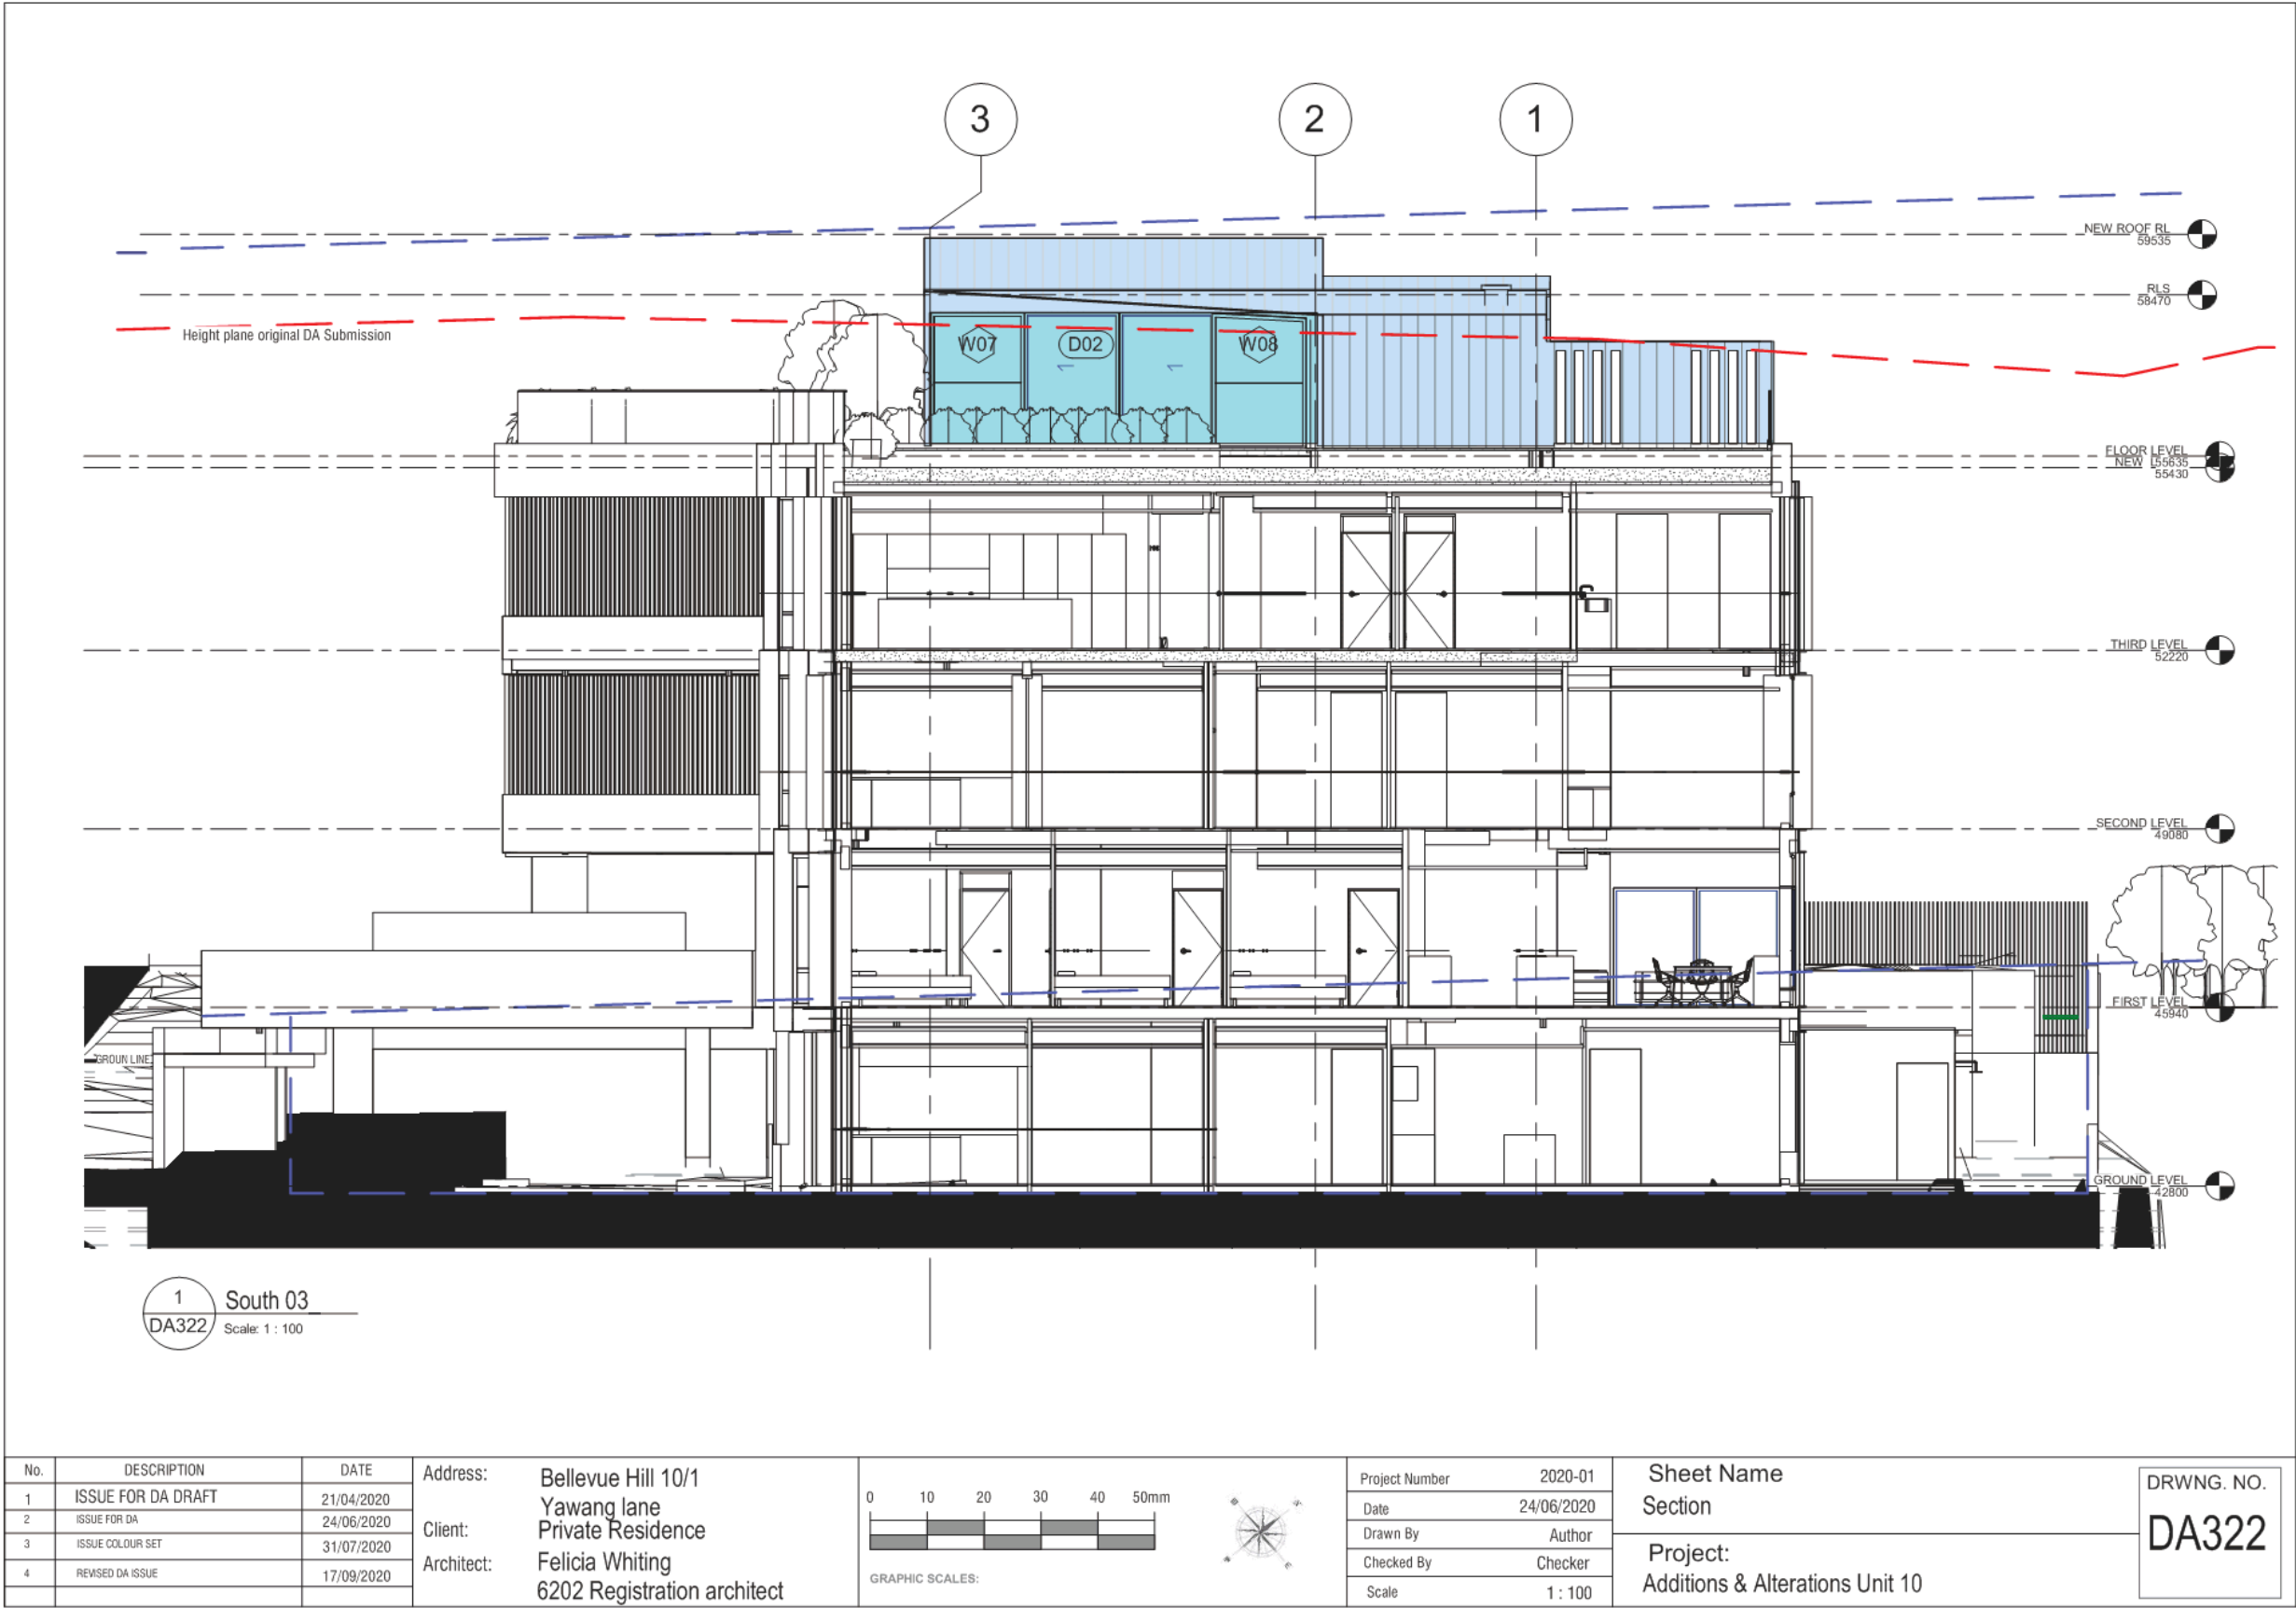 3
2
1
NEW ROOF RL
59535
RLS
58470
Height plane original DA Submission
W07
D02
W08
FLOOR LEVEL
55635
NEW
55430
THIRD LEVEL
52220
SECOND LEVEL
49080
FIRST LEVEL
45940
GROUN LINE
GROUND LEVEL
42800
1
DA322
South 03
Scale: 1 : 100
No. DESCRIPTION DATE
1 ISSUE FOR DA DRAFT 21/04/2020
2 ISSUE FOR DA 24/06/2020
3 ISSUE COLOUR SET 31/07/2020
4 REVISED DA ISSUE 17/09/2020
Address: Bellevue Hill 10/1
Yawang lane
Client: Private Residence
Architect: Felicia Whiting
6202 Registration architect
0 10 20 30 40 50mm
GRAPHIC SCALES:
Project Number 2020-01
Date 24/06/2020
Drawn By Author
Checked By Checker
Scale 1 : 100
Sheet Name
Section
Project:
Additions & Alterations Unit 10
DRWNG. NO.
DA322